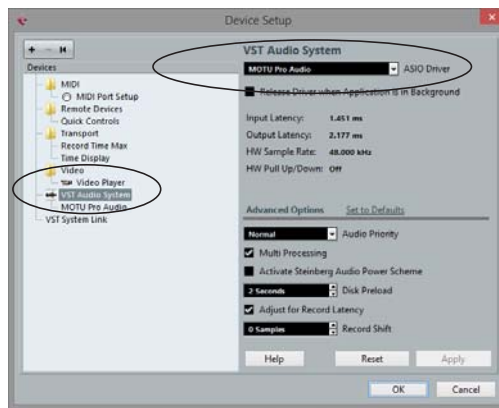 Device Setup
Devices
MIDI
MIDI Port Setup
Remote Devices
Quick Controls
Transport
Record Time Max
Time Display
Video
Video Player
VST Audio System
MOTU Pro Audio
VST System Link
VST Audio System
MOTU Pro Audio ASIO Driver
Release Driver when Application is in Background
Input Latency: 1.451 ms
Output Latency: 2.177 ms
HW Sample Rate: 48.000 kHz
HW Pull Up/Down: Off
Advanced Options Set to Defaults
Normal Audio Priority
Multi Processing
Activate Steinberg Audio Power Scheme
2 Seconds Disk Preload
Adjust for Record Latency
0 Samples Record Shift
Help Reset Apply
OK Cancel